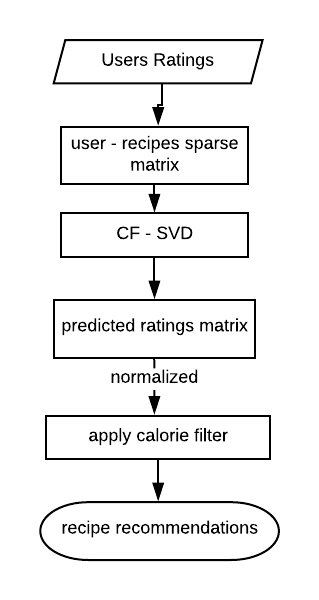 Users Ratings
user - recipes sparse
matrix
CF - SVD
predicted ratings matrix
normalized
apply calorie filter
recipe recommendations